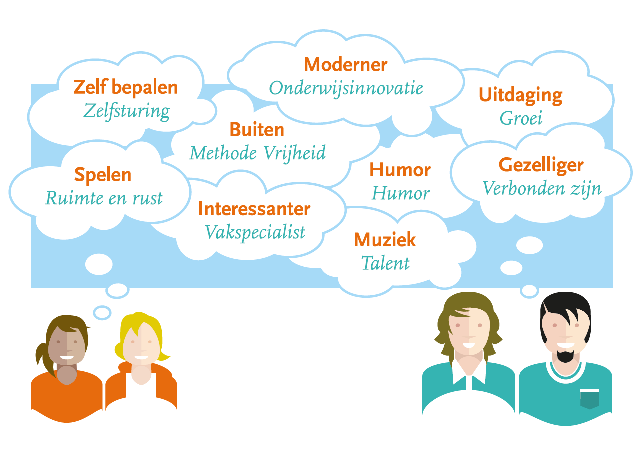 Moderner
Onderwijsinnovatie
Zelf bepalen
Zelfsturing
Uitdaging
Groei
Buiten
Methode Vrijheid
Humor
Humor
Gezelliger
Verbonden zijn
Spelen
Ruimte en rust
Interessanter
Vakspecialist
Muziek
Talent